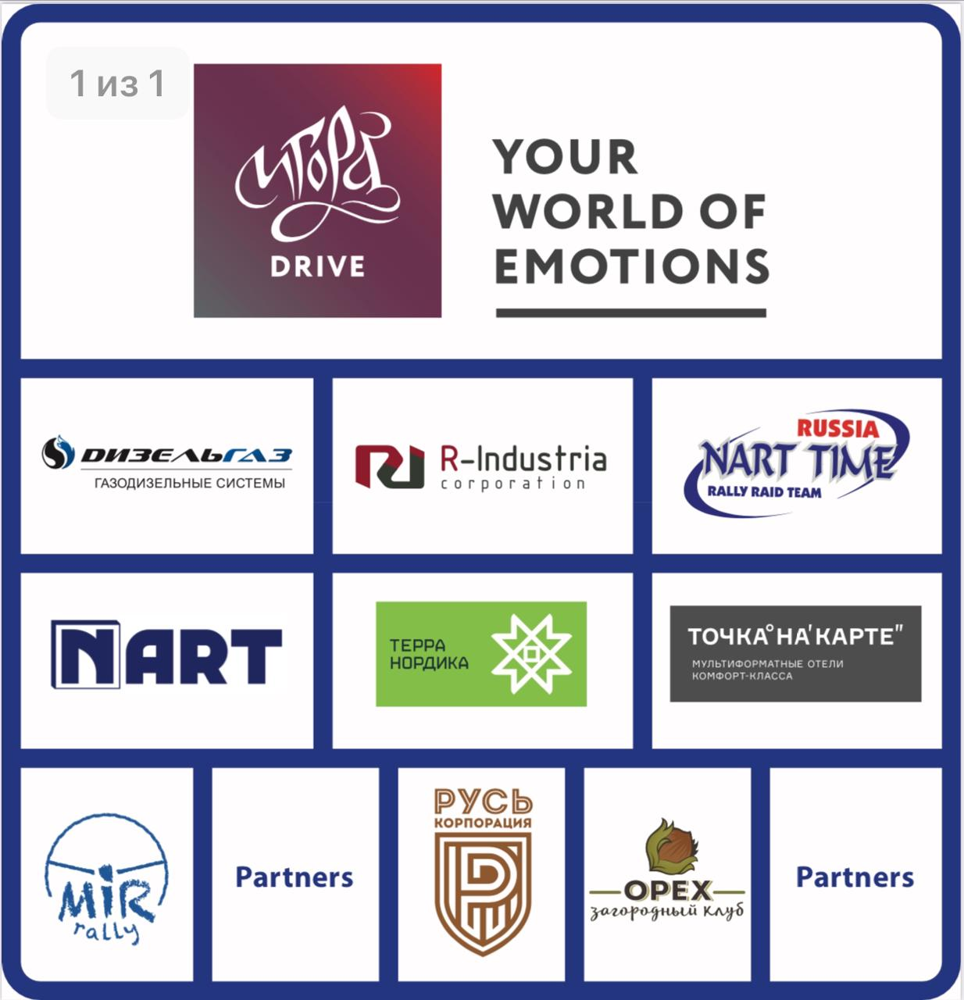 1 из 1
игора
DRIVE
YOUR
WORLD OF
EMOTIONS
ДИЗЕЛЬГАЗ
ГАЗОДИЗЕЛЬНЫЕ СИСТЕМЫ
R-Industria
corporation
RUSSIA
NART TIME
RALLY RAID TEAM
NART
ТЕРРА
НОРДИКА
ТОЧКА°НА'КАРТЕ"
МУЛЬТИФОРМАТНЫЕ ОТЕЛИ
КОМФОРТ-КЛАССА
MiR
rally
Partners
РУСЬ
КОРПОРАЦИЯ
ОРЕХ
загородный клуб
Partners